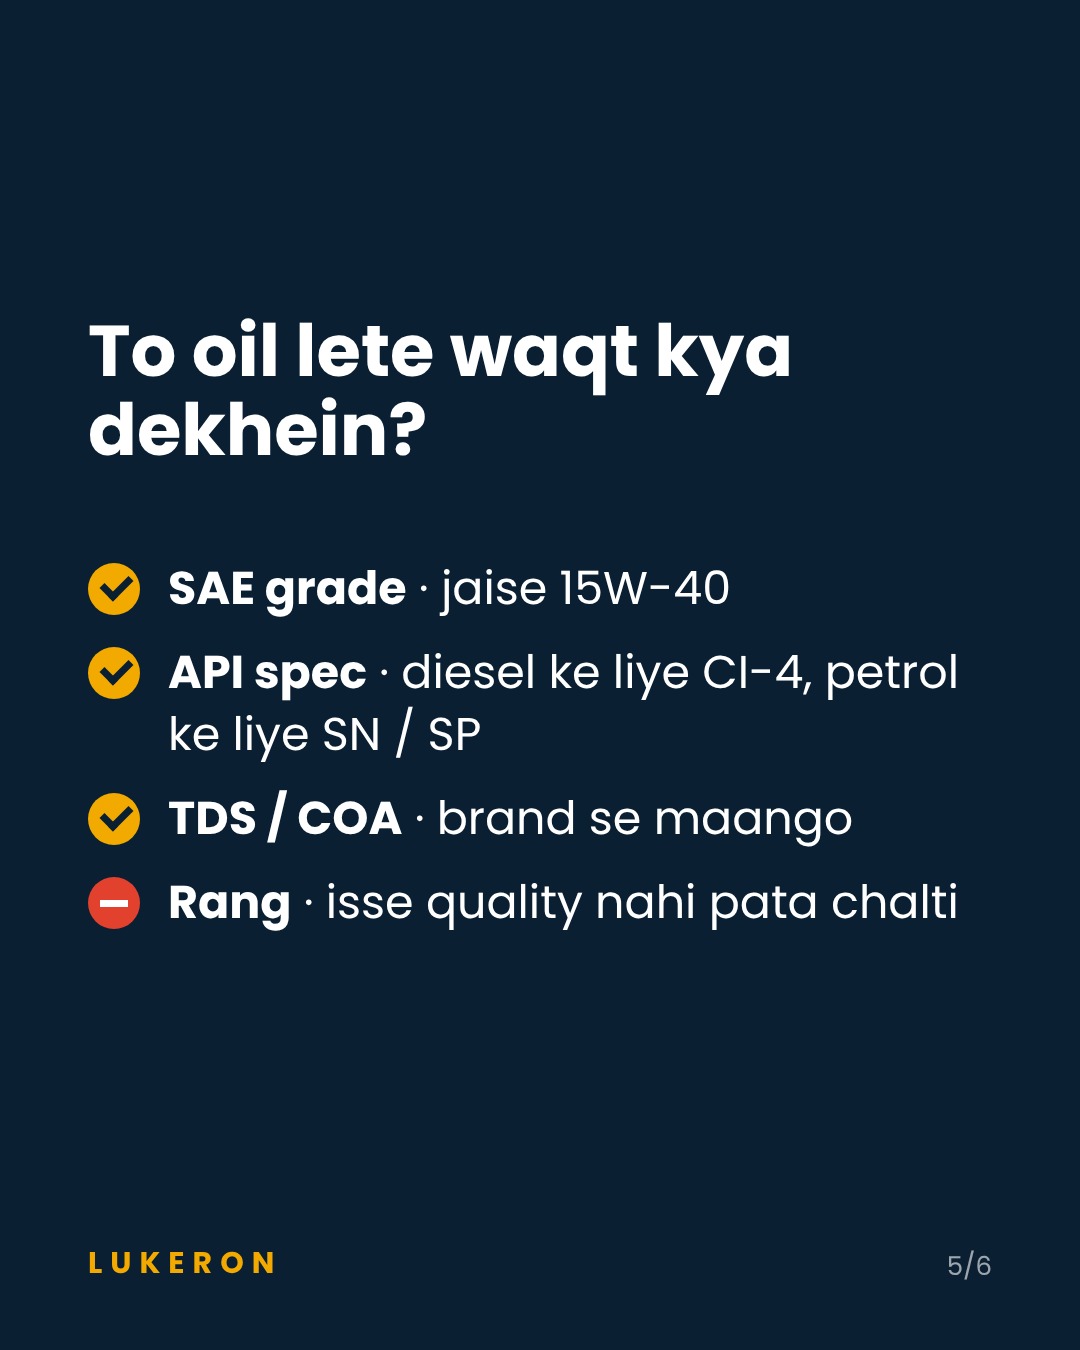 To oil lete waqt kya
dekhein?
SAE grade · jaise 15W-40
API spec · diesel ke liye CI-4, petrol
ke liye SN / SP
TDS / COA · brand se maango
Rang · isse quality nahi pata chalti
LUKERON
5/6